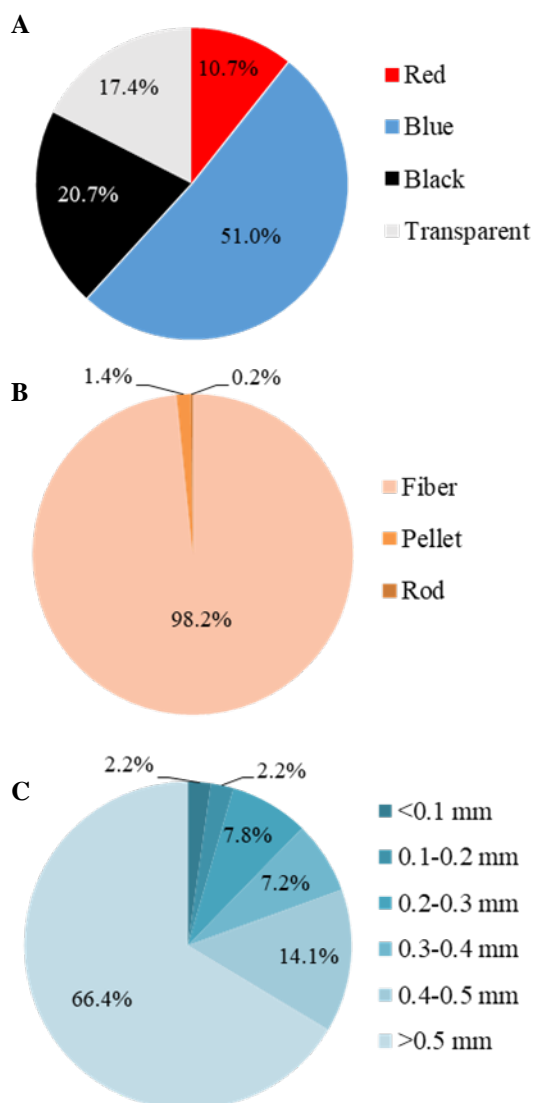 A
10.7%
17.4%
20.7%
51.0%
Red
Blue
Black
Transparent
B
1.4%
0.2%
98.2%
Fiber
Pellet
Rod
C
2.2%
2.2%
7.8%
7.2%
14.1%
66.4%
<0.1 mm
0.1-0.2 mm
0.2-0.3 mm
0.3-0.4 mm
0.4-0.5 mm
>0.5 mm